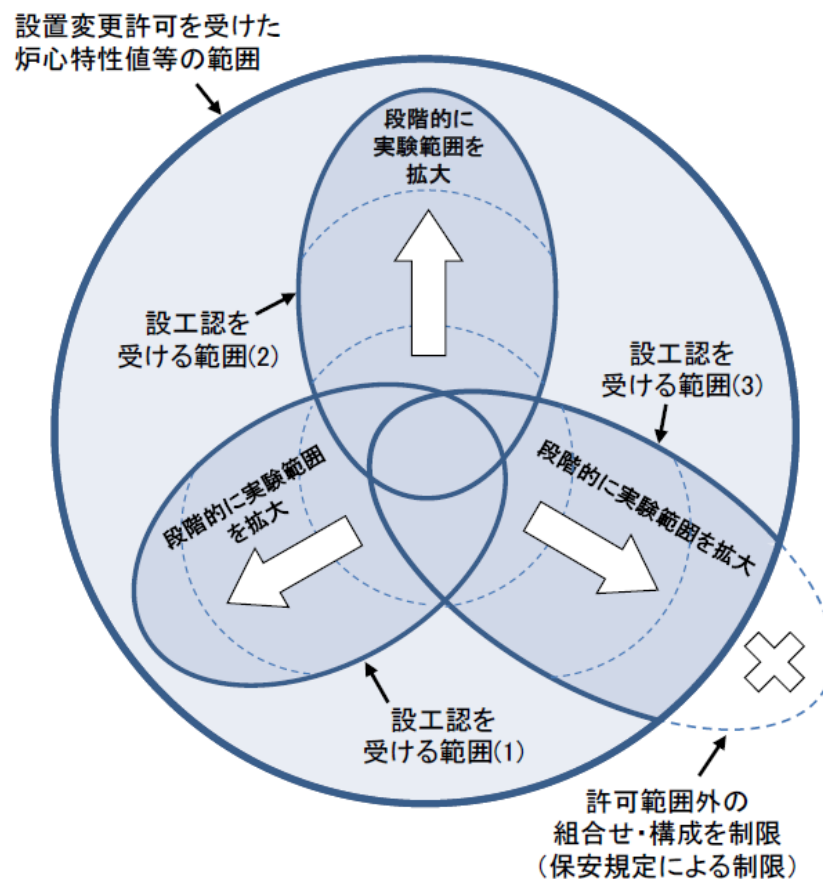 設置変更許可を受けた
炉心特性値等の範囲
段階的に
実験範囲を
拡大
設工認を
受ける範囲(2)
設工認を
受ける範囲(3)
段階的に実験範囲
を拡大
段階的に実験範囲を拡大
設工認を
受ける範囲(1)
許可範囲外の
組合せ・構成を制限
(保安規定による制限)